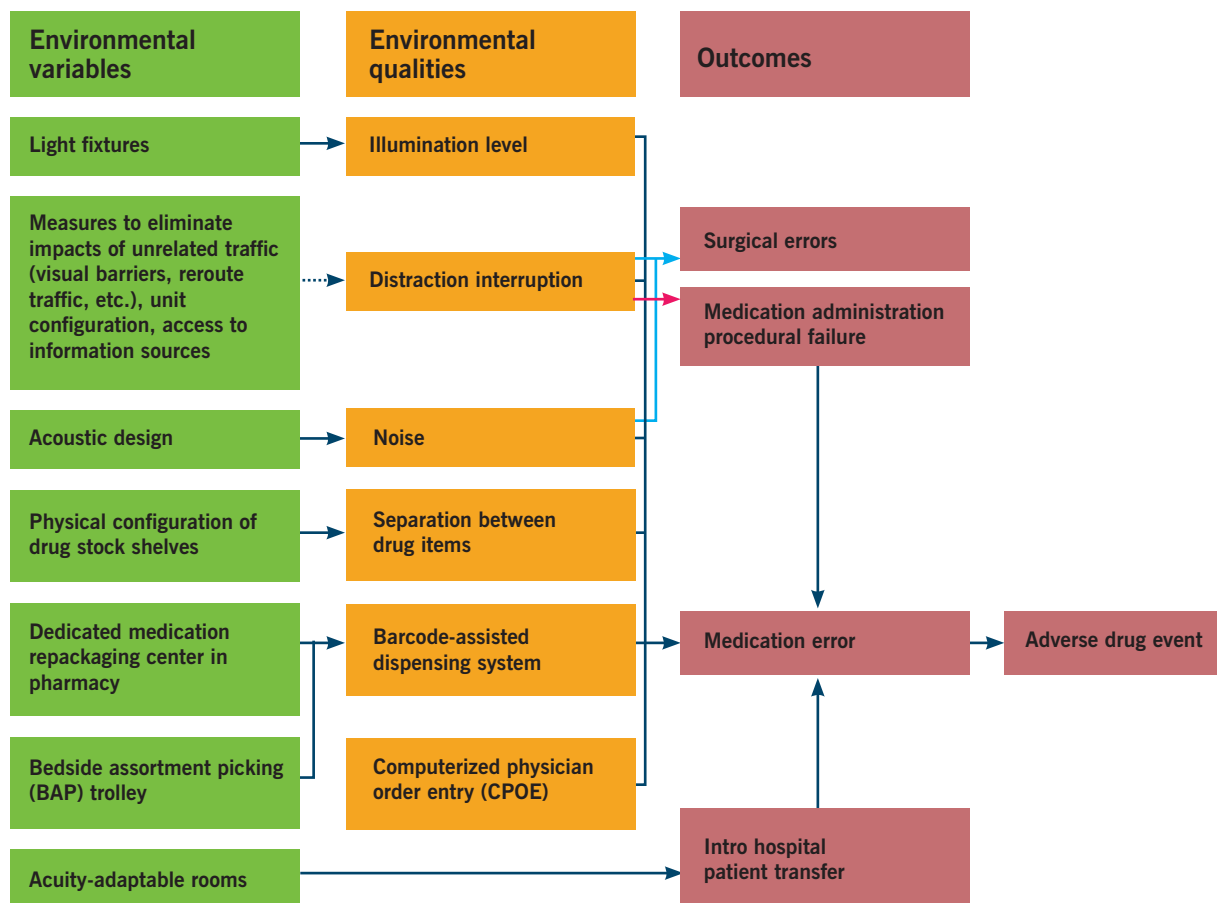 Environmental
variables
Environmental
qualities
Outcomes
Light fixtures
Illumination level
Measures to eliminate
impacts of unrelated traffic
(visual barriers, reroute
traffic, etc.), unit
configuration, access to
information sources
Distraction interruption
Surgical errors
Medication administration
procedural failure
Acoustic design
Noise
Physical configuration of
drug stock shelves
Separation between
drug items
Dedicated medication
repackaging center in
pharmacy
Barcode-assisted
dispensing system
Medication error
Adverse drug event
Bedside assortment picking
(BAP) trolley
Computerized physician
order entry (CPOE)
Acuity-adaptable rooms
Intro hospital
patient transfer